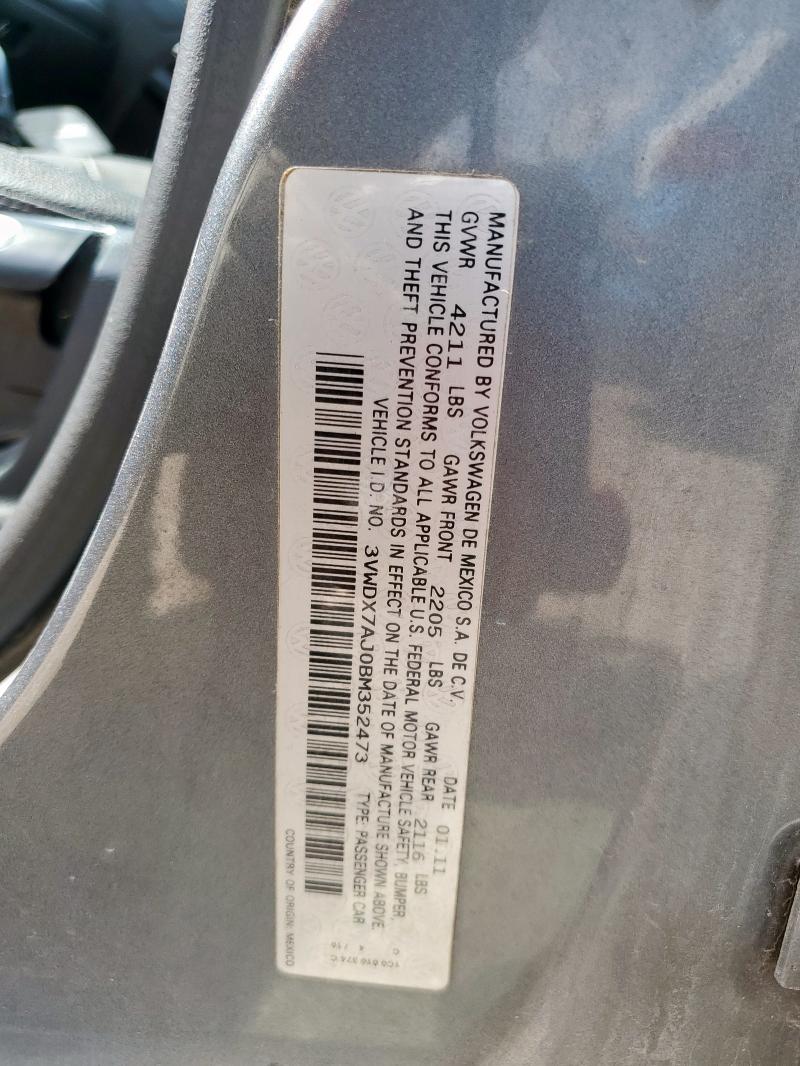 MANUFACTURED BY VOLKSWAGEN DE MEXICO S.A. DE C.V. DATE 01.11
GVWR 4211 LBS GAWR FRONT 2205 LBS GAWR REAR 2116 LBS
THIS VEHICLE CONFORMS TO ALL APPLICABLE U.S. FEDERAL MOTOR VEHICLE SAFETY, BUMPER,
AND THEFT PREVENTION STANDARDS IN EFFECT ON THE DATE OF MANUFACTURE SHOWN ABOVE.
VEHICLE I.D. NO. 3VWDX7AJ0BM352473 TYPE: PASSENGER CAR
COUNTRY OF ORIGIN: MEXICO